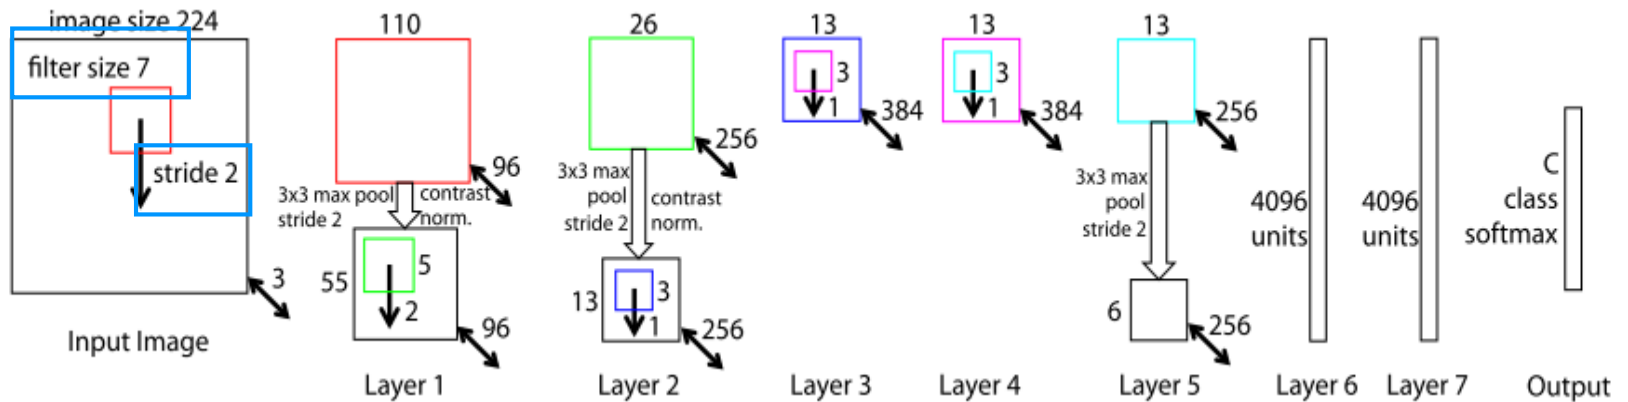 image size 224
filter size 7
stride 2
3
Input Image
110
96
3x3 max pool
stride 2
contrast
norm.
55
5
2
96
Layer 1
26
256
3x3 max
pool
stride 2
contrast
norm.
13
3
1
256
Layer 2
13
3
1
384
Layer 3
13
3
1
384
Layer 4
13
256
3x3 max
pool
stride 2
6
256
Layer 5
4096
units
Layer 6
4096
units
Layer 7
C
class
softmax
Output